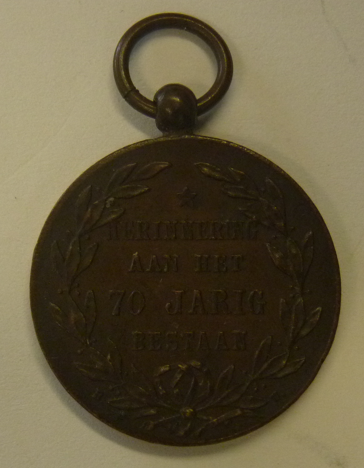 HERINNERING
AAN HET
70 JARIG
BESTAAN